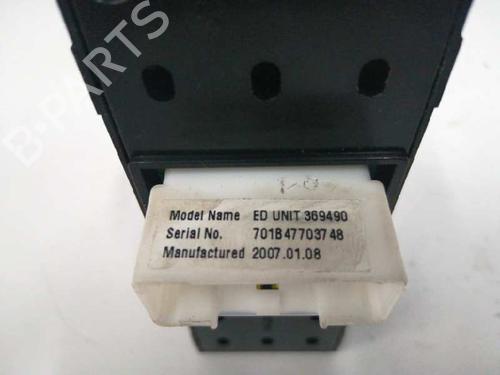 B-PARTS
Model Name ED UNIT 369490
Serial No. 701B47703748
Manufactured 2007.01.08